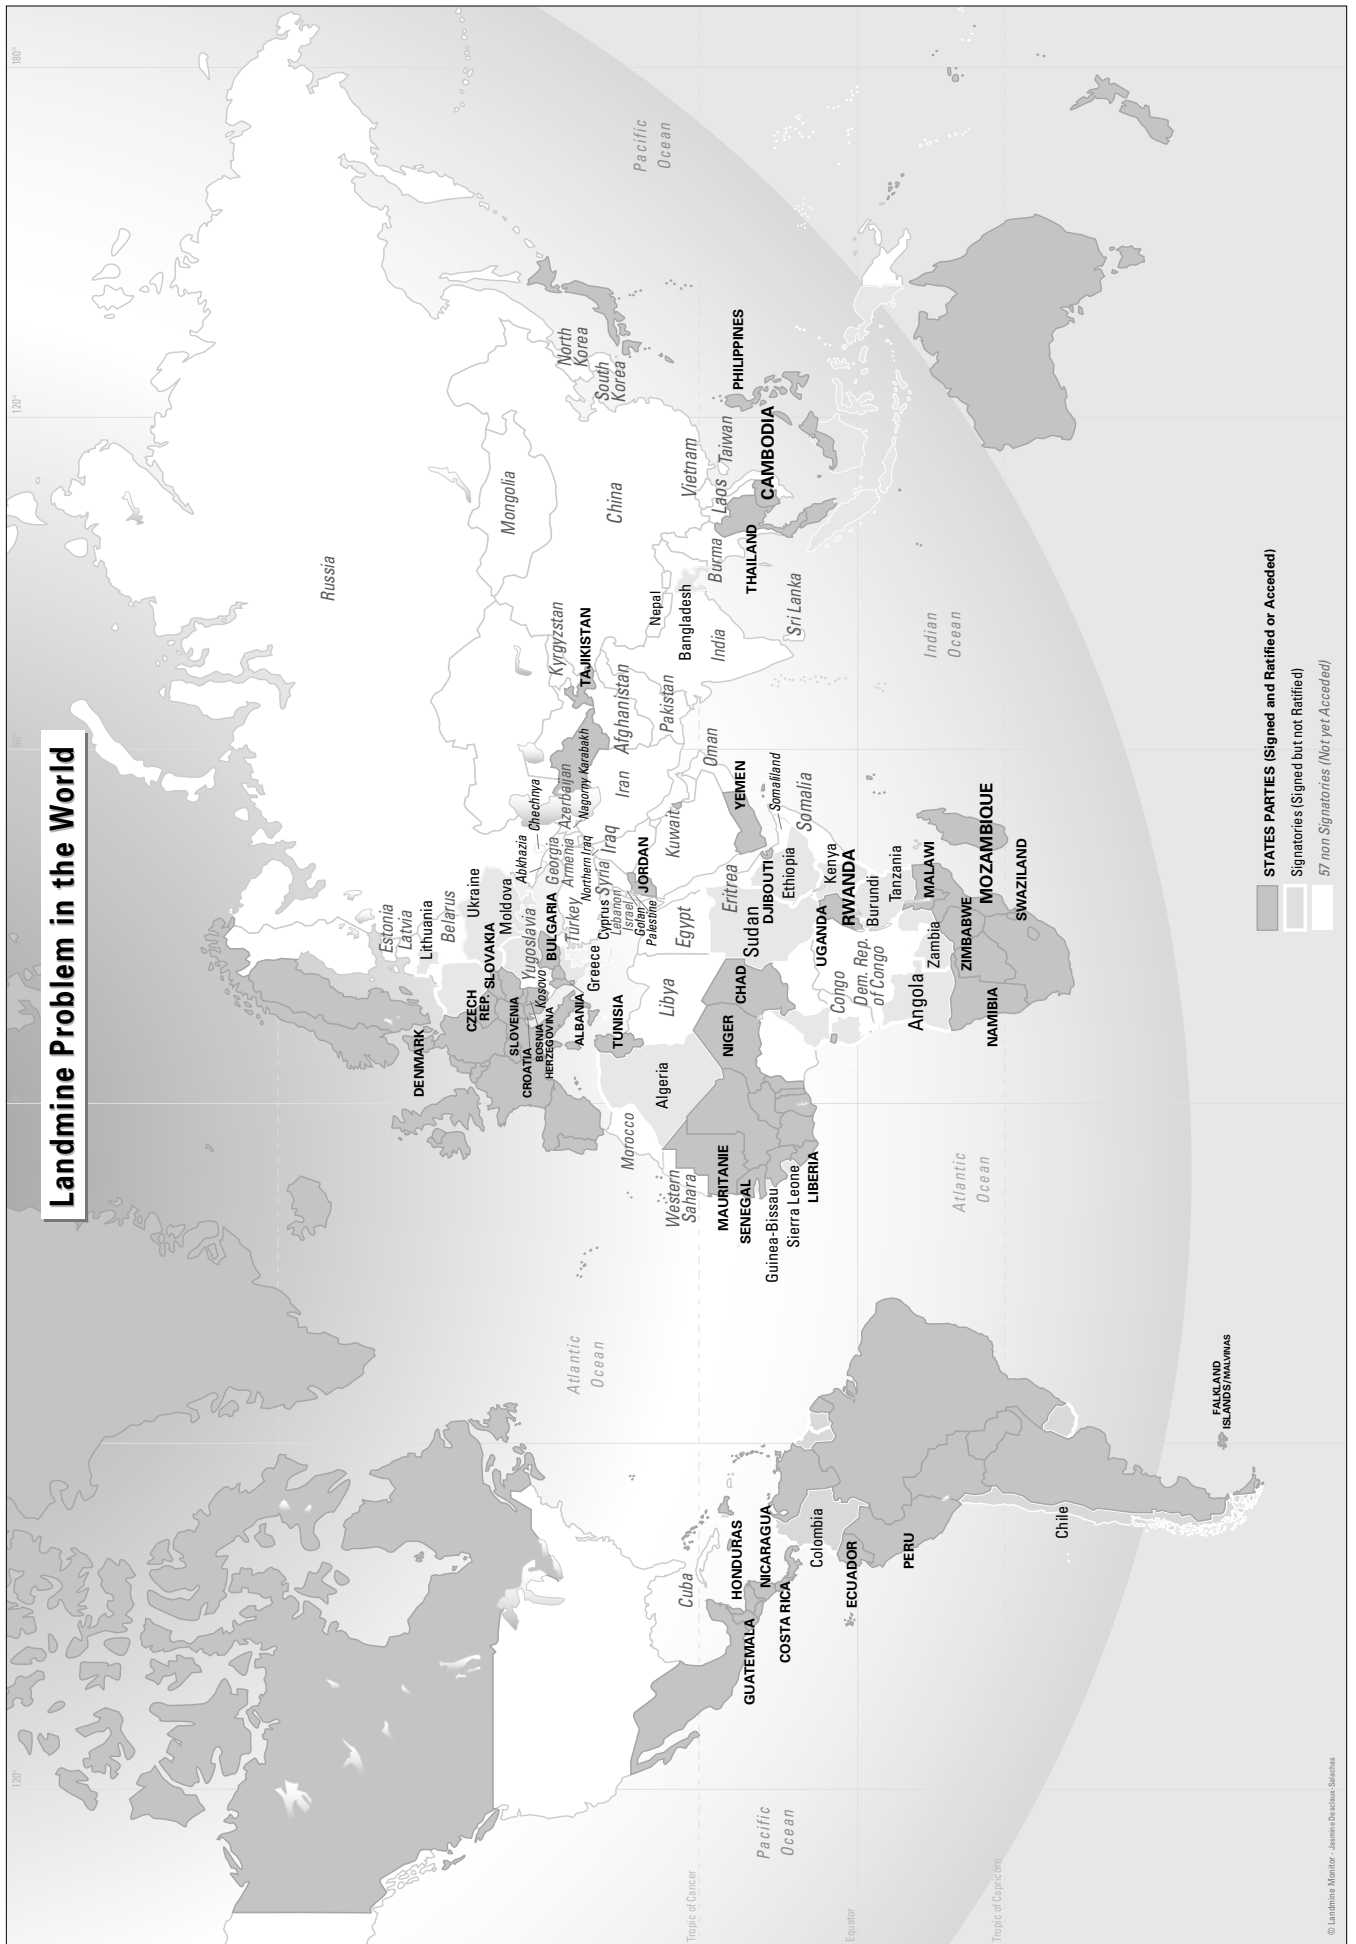 Landmine Problem in the World
120°
60°
120°
180°
Russia
Mongolia
China
North
Korea
South
Korea
Pacific
Ocean
Estonia
Latvia
Lithuania
Belarus
Ukraine
Moldova
DENMARK
CZECH
REP.
SLOVAKIA
SLOVENIA
CROATIA
BOSNIA
HERZEGOVINA
Yugoslavia
Kosovo
BULGARIA
ALBANIA
Greece
Turkey
Cyprus
Abkhazia
Chechnya
Georgia
Armenia
Azerbaijan
Nagorny Karabakh
Northern Iraq
Kyrgyzstan
TAJIKISTAN
Afghanistan
Iran
Iraq
Syria
Lebanon
Israel
Golan
Palestine
JORDAN
Kuwait
Pakistan
Nepal
Bangladesh
India
Burma
THAILAND
Laos
Vietnam
Taiwan
CAMBODIA
PHILIPPINES
Sri Lanka
Oman
YEMEN
Somaliland
Somalia
Morocco
Western
Sahara
Algeria
TUNISIA
Libya
Egypt
MAURITANIE
SENEGAL
Guinea-Bissau
Sierra Leone
LIBERIA
NIGER
CHAD
Sudan
Eritrea
DJIBOUTI
Ethiopia
UGANDA
Kenya
RWANDA
Burundi
Congo
Dem. Rep.
of Congo
Tanzania
Angola
Zambia
MALAWI
MOZAMBIQUE
ZIMBABWE
NAMIBIA
SWAZILAND
Indian
Ocean
Atlantic
Ocean
Atlantic
Ocean
Cuba
GUATEMALA
HONDURAS
NICARAGUA
COSTA RICA
Colombia
ECUADOR
PERU
Chile
FALKLAND
ISLANDS/MALVINAS
Pacific
Ocean
Tropic of Cancer
Equator
Tropic of Capricorn
STATES PARTIES (Signed and Ratified or Acceded)
Signatories (Signed but not Ratified)
57 non Signatories (Not yet Acceded)
© Landmine Monitor - Jasmine Desclaux-Salachas